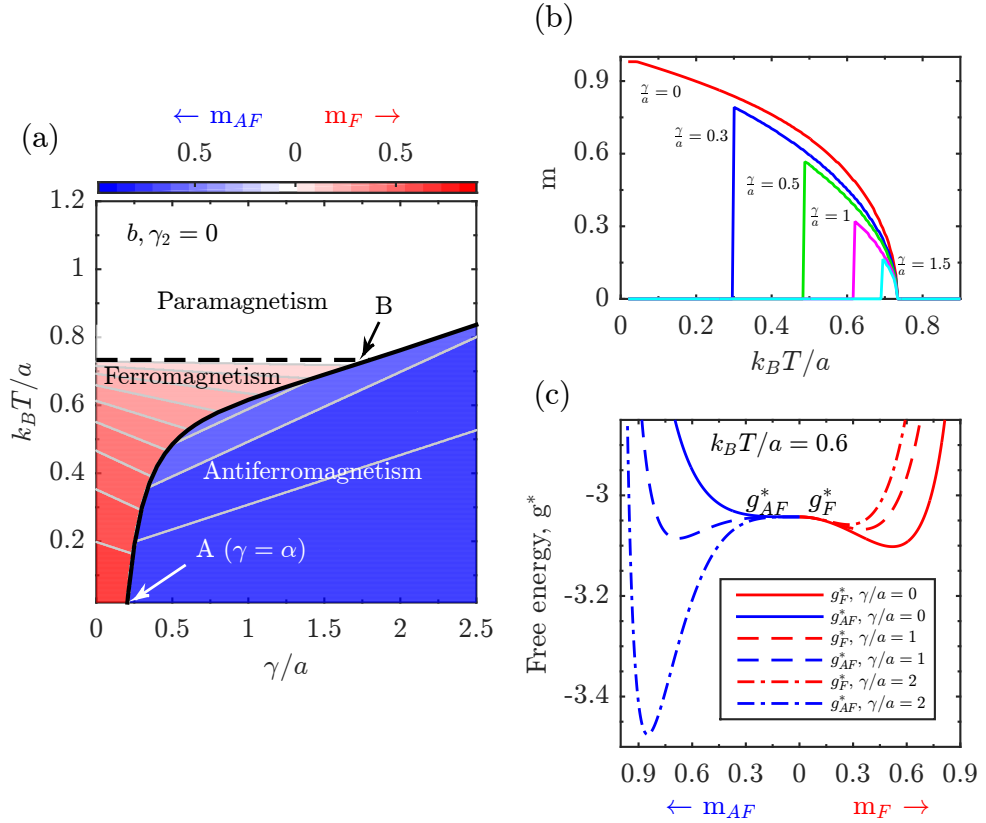 (a)
← m_AF    m_F →
0.5    0    0.5
b, γ₂ = 0
Paramagnetism
B
Ferromagnetism
Antiferromagnetism
A (γ = α)
k_BT/a
1.2
1
0.8
0.6
0.4
0.2
0    0.5    1    1.5    2    2.5
γ/a
(b)
m
0.9
0.6
0.3
0
γ/a = 0
γ/a = 0.3
γ/a = 0.5
γ/a = 1
γ/a = 1.5
0    0.2    0.4    0.6    0.8
k_BT/a
(c)
k_BT/a = 0.6
g*_AF    g*_F
Free energy, g*
-3
-3.2
-3.4
g*_F, γ/a = 0
g*_AF, γ/a = 0
g*_F, γ/a = 1
g*_AF, γ/a = 1
g*_F, γ/a = 2
g*_AF, γ/a = 2
0.9    0.6    0.3    0    0.3    0.6    0.9
← m_AF    m_F →